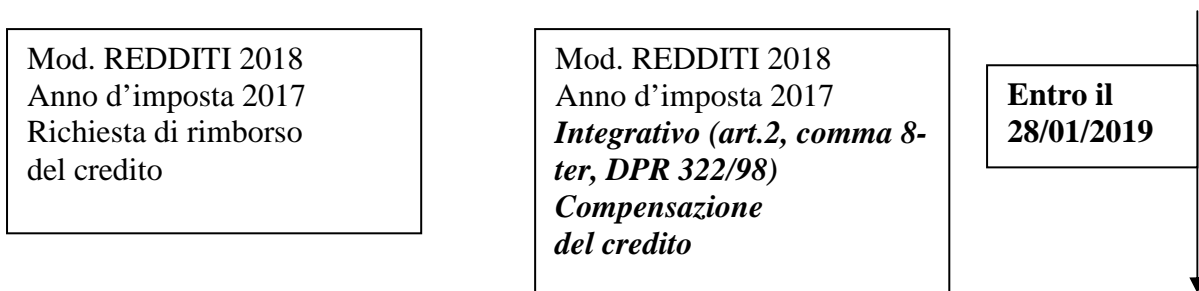 Mod. REDDITI 2018
Anno d’imposta 2017
Richiesta di rimborso
del credito
Mod. REDDITI 2018
Anno d’imposta 2017
Integrativo (art.2, comma 8-
ter, DPR 322/98)
Compensazione
del credito
Entro il
28/01/2019